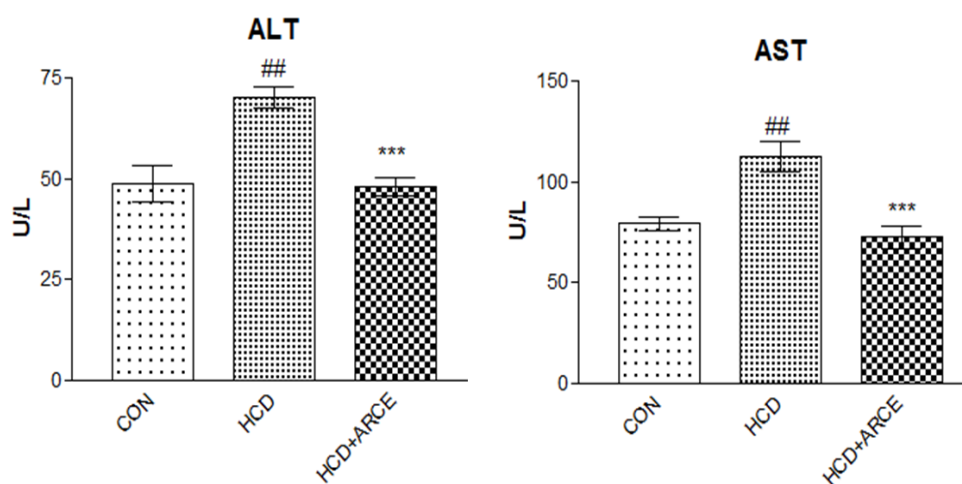 ALT
75
50
25
0
U/L
##
***
CON
HCD
HCD+ARCE
AST
150
100
50
0
U/L
##
***
CON
HCD
HCD+ARCE